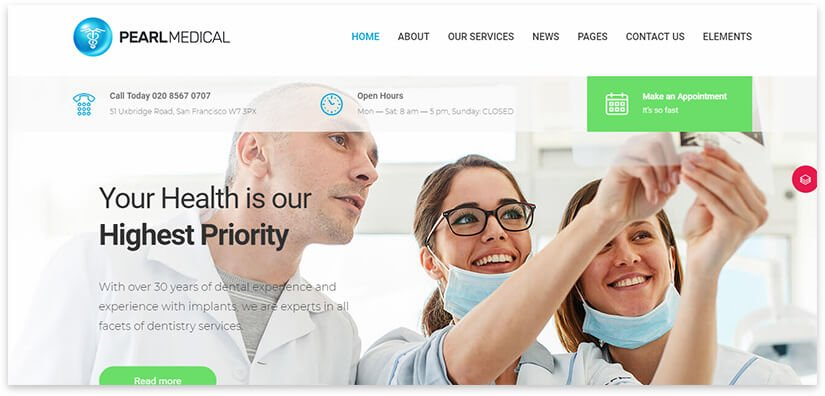 PEARLMEDICAL
HOME ABOUT OUR SERVICES NEWS PAGES CONTACT US ELEMENTS
Call Today 020 8567 0707
51 Uxbridge Road, San Francisco W7 3PX
Open Hours
Mon — Sat: 8 am — 5 pm, Sunday: CLOSED
Make an Appointment
It's so fast
Your Health is our
Highest Priority
With over 30 years of dental experience and
experience with implants, we are experts in all
facets of dentistry services.
Read more